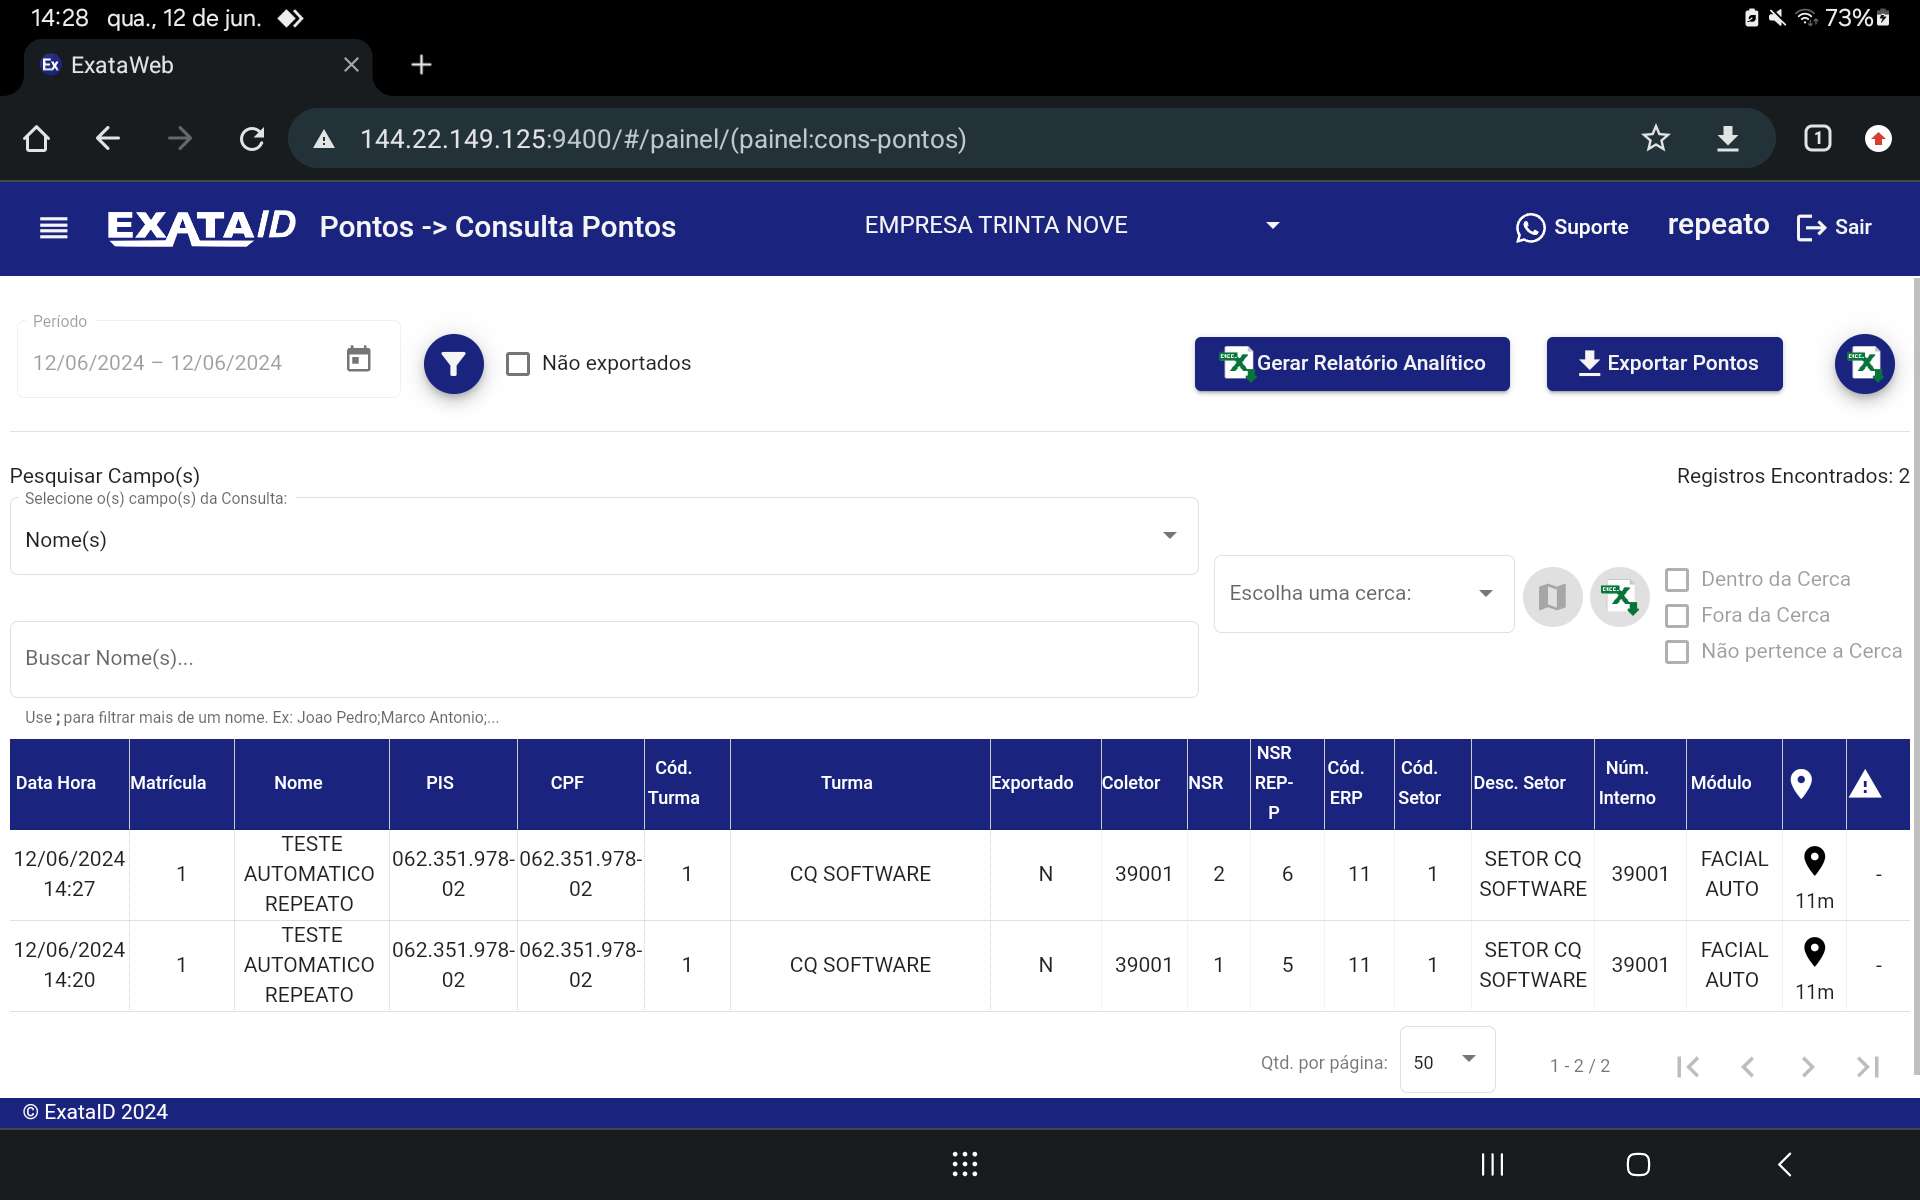 14:28 qua., 12 de jun. 73%
Ex ExataWeb
144.22.149.125:9400/#/painel/(painel:cons-pontos) 1
EXATAID Pontos -> Consulta Pontos EMPRESA TRINTA NOVE Suporte repeato Sair
Período
12/06/2024 – 12/06/2024 Não exportados Gerar Relatório Analítico Exportar Pontos
Pesquisar Campo(s) Registros Encontrados: 2
Selecione o(s) campo(s) da Consulta:
Nome(s)
Escolha uma cerca: Dentro da Cerca
Fora da Cerca
Não pertence a Cerca
Buscar Nome(s)...
Use ; para filtrar mais de um nome. Ex: Joao Pedro;Marco Antonio;...
Data Hora Matrícula Nome PIS CPF Cód. Turma Turma Exportado Coletor NSR NSR REP-P Cód. ERP Cód. Setor Desc. Setor Núm. Interno Módulo
12/06/2024 14:27 1 TESTE AUTOMATICO REPEATO 062.351.978-02 062.351.978-02 1 CQ SOFTWARE N 39001 2 6 11 1 SETOR CQ SOFTWARE 39001 FACIAL AUTO 11m -
12/06/2024 14:20 1 TESTE AUTOMATICO REPEATO 062.351.978-02 062.351.978-02 1 CQ SOFTWARE N 39001 1 5 11 1 SETOR CQ SOFTWARE 39001 FACIAL AUTO 11m -
Qtd. por página: 50 1 - 2 / 2
© ExataID 2024